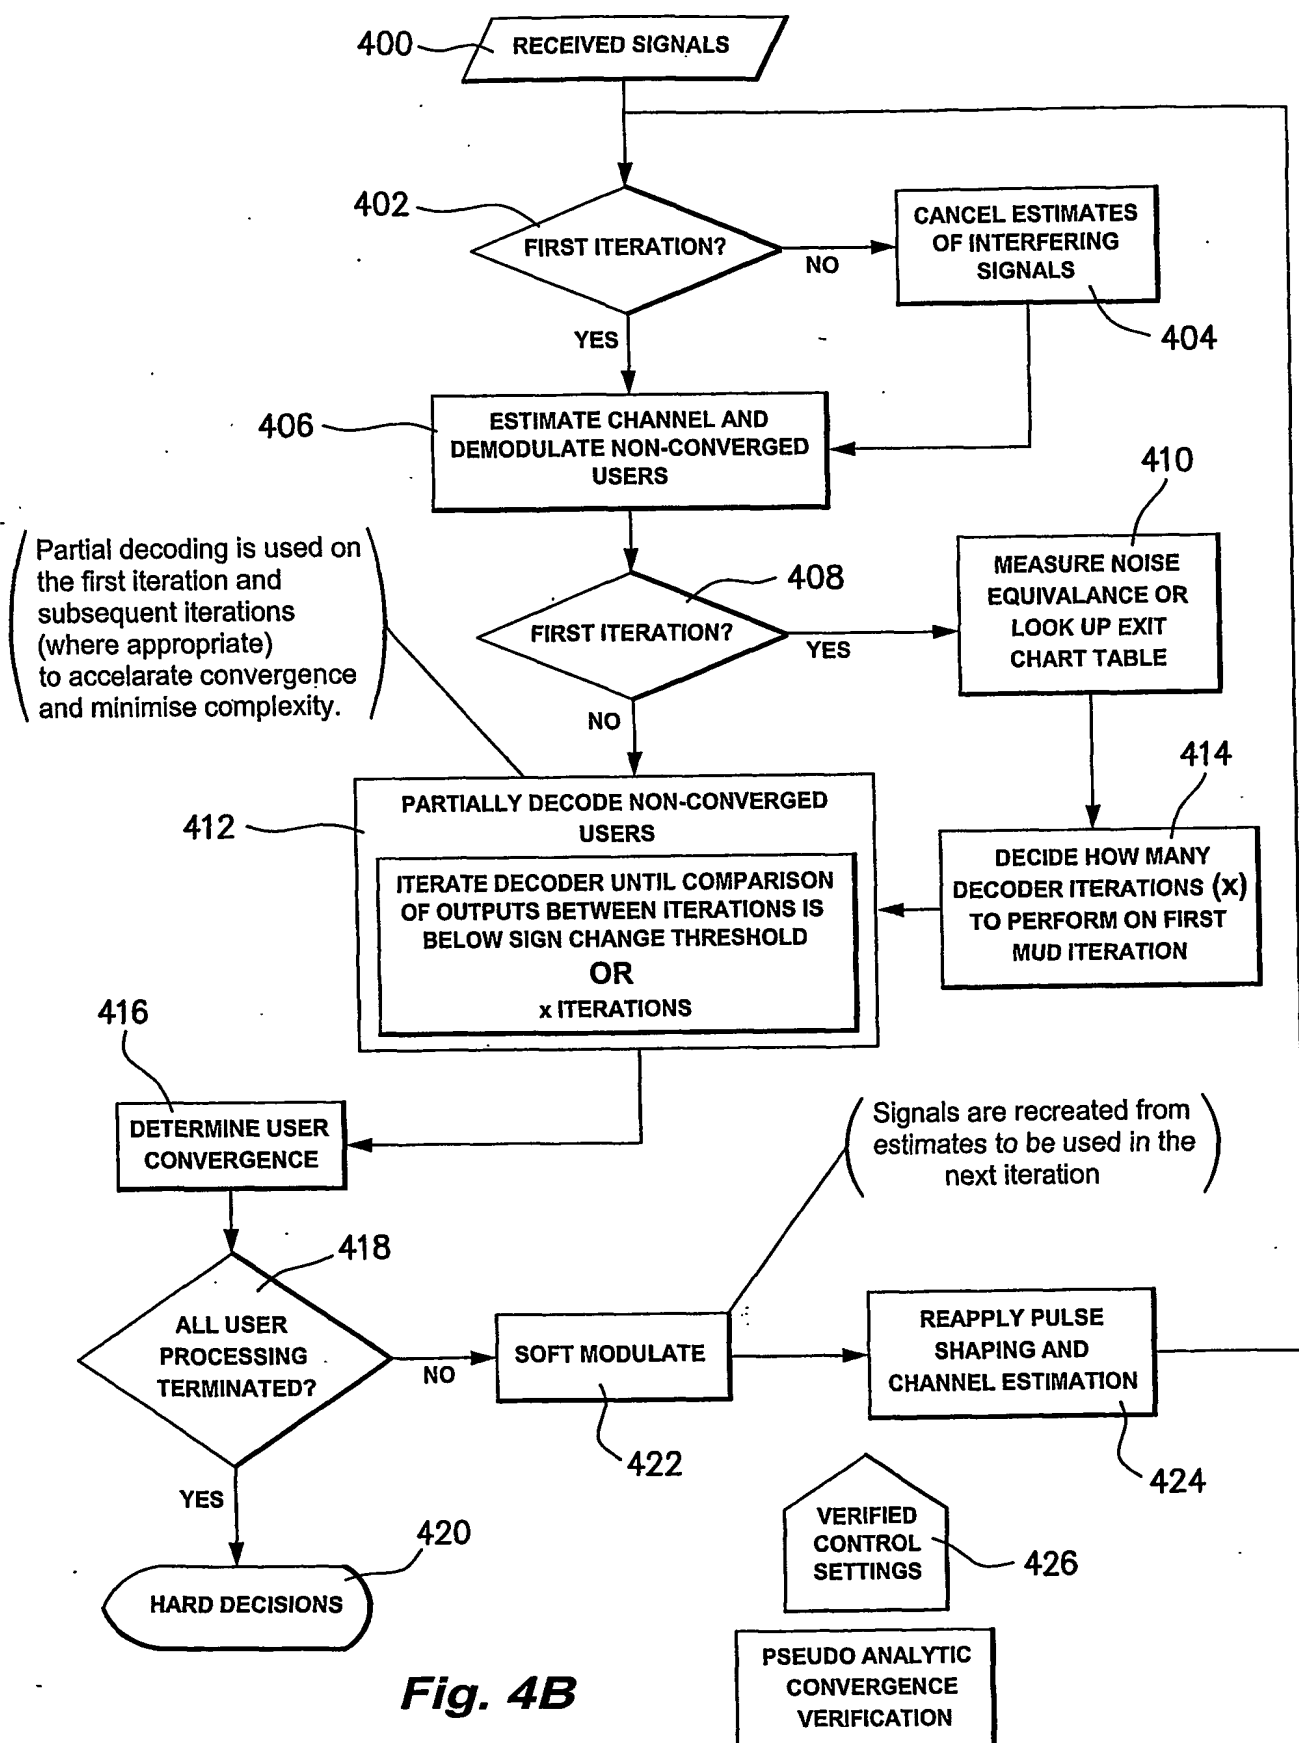 400
RECEIVED SIGNALS
402
FIRST ITERATION?
NO
CANCEL ESTIMATES
OF INTERFERING
SIGNALS
404
YES
406
ESTIMATE CHANNEL AND
DEMODULATE NON-CONVERGED
USERS
410
Partial decoding is used on
the first iteration and
subsequent iterations
(where appropriate)
to accelarate convergence
and minimise complexity.
408
FIRST ITERATION?
YES
MEASURE NOISE
EQUIVALANCE OR
LOOK UP EXIT
CHART TABLE
NO
414
412
PARTIALLY DECODE NON-CONVERGED
USERS
ITERATE DECODER UNTIL COMPARISON
OF OUTPUTS BETWEEN ITERATIONS IS
BELOW SIGN CHANGE THRESHOLD
OR
x ITERATIONS
DECIDE HOW MANY
DECODER ITERATIONS (x)
TO PERFORM ON FIRST
MUD ITERATION
416
DETERMINE USER
CONVERGENCE
Signals are recreated from
estimates to be used in the
next iteration
418
ALL USER
PROCESSING
TERMINATED?
NO
SOFT MODULATE
422
REAPPLY PULSE
SHAPING AND
CHANNEL ESTIMATION
424
YES
420
HARD DECISIONS
VERIFIED
CONTROL
SETTINGS
426
PSEUDO ANALYTIC
CONVERGENCE
VERIFICATION
Fig. 4B